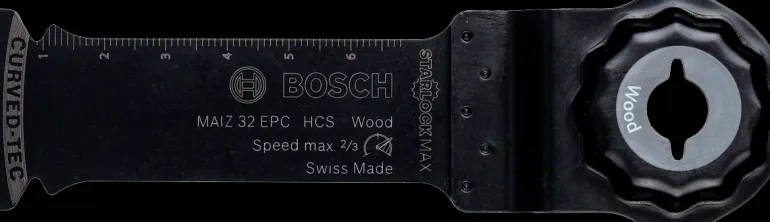 CURVED-TEC
1 2 3 4 5 6
BOSCH
MAIZ 32 EPC HCS Wood
Speed max. 2/3
Swiss Made
STARLOCK MAX
Wood